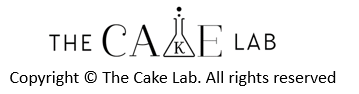 THE CAKE LAB
Copyright © The Cake Lab. All rights reserved